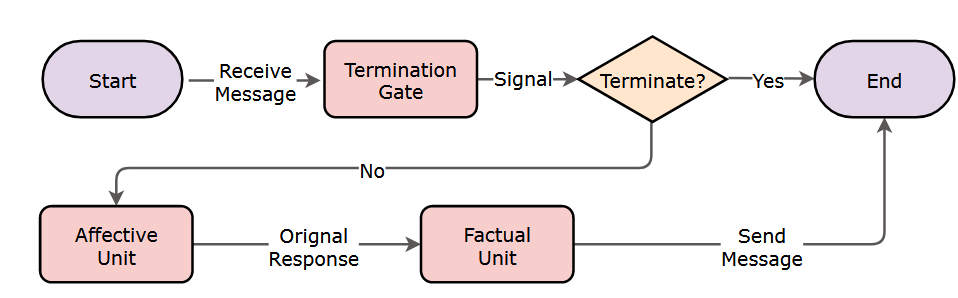 Start
Receive
Message
Termination
Gate
Signal
Terminate?
Yes
End
No
Affective
Unit
Orignal
Response
Factual
Unit
Send
Message